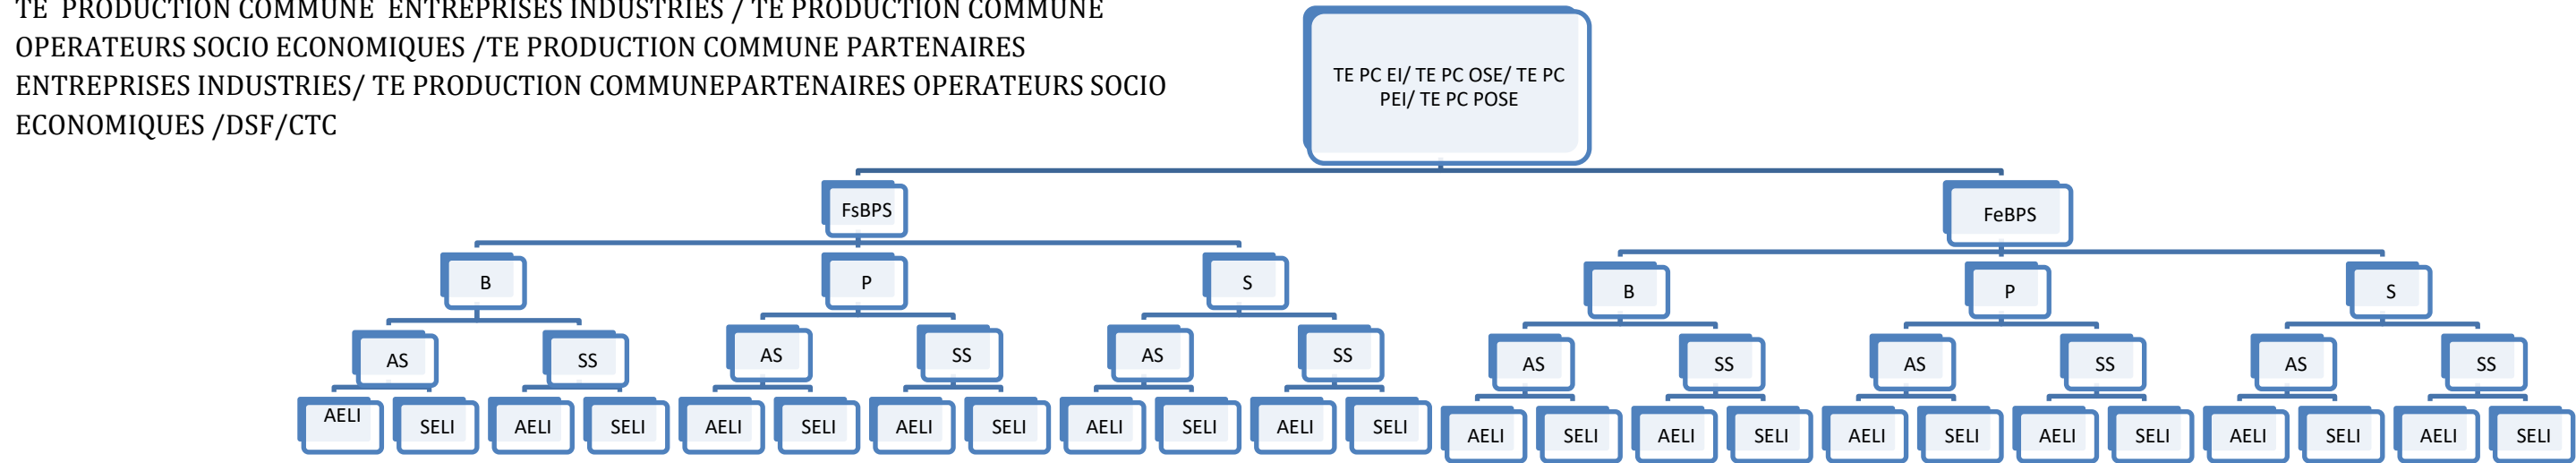 TE PRODUCTION COMMUNE ENTREPRISES INDUSTRIES / TE PRODUCTION COMMUNE
OPERATEURS SOCIO ECONOMIQUES /TE PRODUCTION COMMUNE PARTENAIRES
ENTREPRISES INDUSTRIES/ TE PRODUCTION COMMUNEPARTENAIRES OPERATEURS SOCIO
ECONOMIQUES /DSF/CTC
TE PC EI/ TE PC OSE/ TE PC
PEI/ TE PC POSE
FsBPS
FeBPS
B
P
S
B
P
S
AS
SS
AS
SS
AS
SS
AS
SS
AS
SS
AS
SS
AELI
SELI
AELI
SELI
AELI
SELI
AELI
SELI
AELI
SELI
AELI
SELI
AELI
SELI
AELI
SELI
AELI
SELI
AELI
SELI
AELI
SELI
AELI
SELI